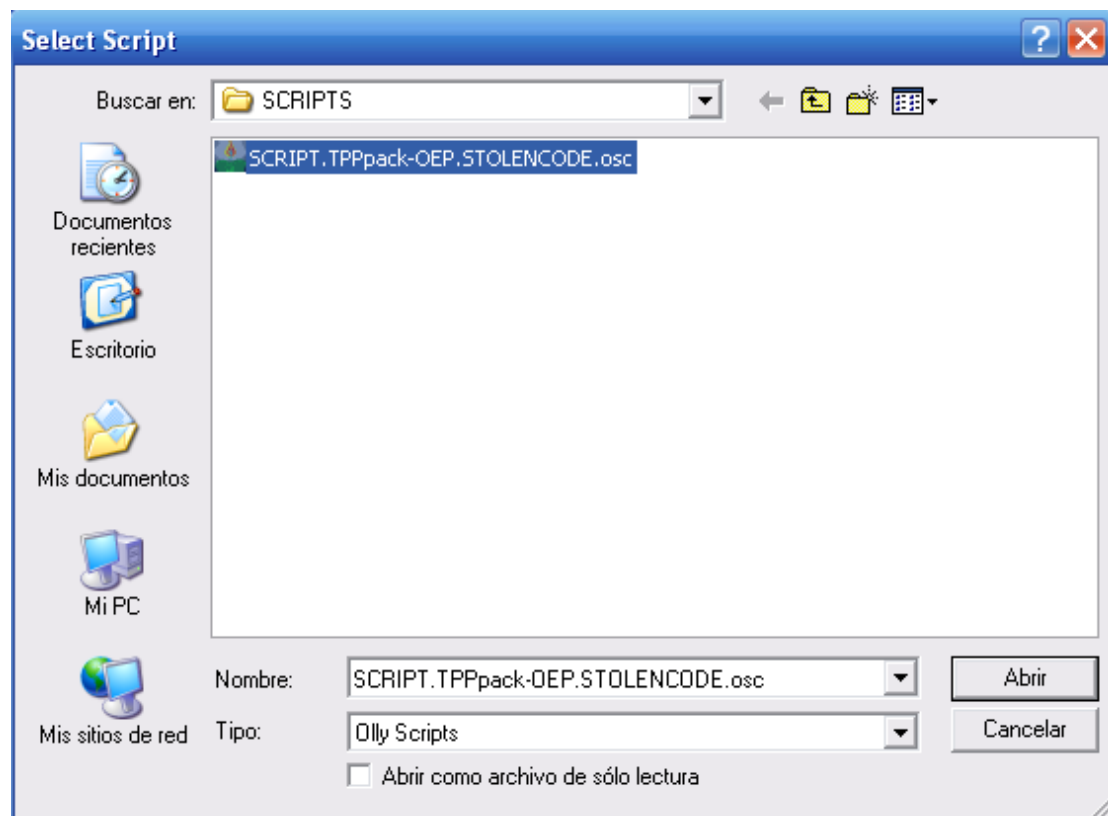 Select Script
Buscar en:
SCRIPTS
SCRIPT.TPPpack-OEP.STOLENCODE.osc
Documentos
recientes
Escritorio
Mis documentos
Mi PC
Mis sitios de red
Nombre:
SCRIPT.TPPpack-OEP.STOLENCODE.osc
Abrir
Tipo:
Olly Scripts
Cancelar
Abrir como archivo de sólo lectura